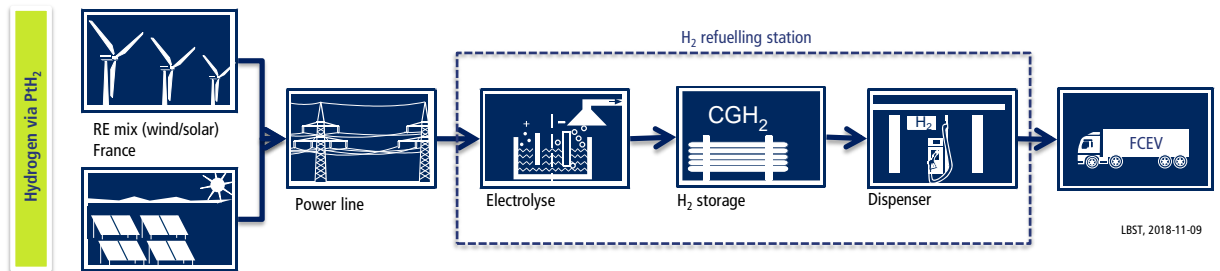 Hydrogen via PtH₂
H₂ refuelling station
RE mix (wind/solar)
France
Power line
+
-
Electrolyse
CGH₂
H₂ storage
H₂
Dispenser
FCEV
LBST, 2018-11-09